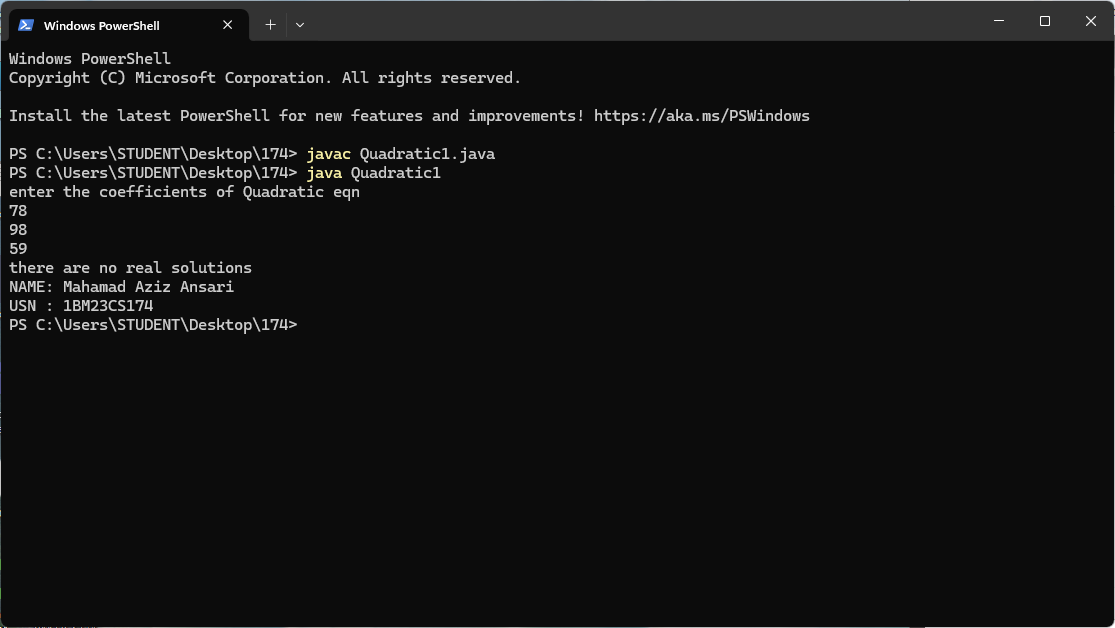 Windows PowerShell
Windows PowerShell
Copyright (C) Microsoft Corporation. All rights reserved.
Install the latest PowerShell for new features and improvements! https://aka.ms/PSWindows
PS C:\Users\STUDENT\Desktop\174> javac Quadratic1.java
PS C:\Users\STUDENT\Desktop\174> java Quadratic1
enter the coefficients of Quadratic eqn
78
98
59
there are no real solutions
NAME: Mahamad Aziz Ansari
USN : 1BM23CS174
PS C:\Users\STUDENT\Desktop\174>